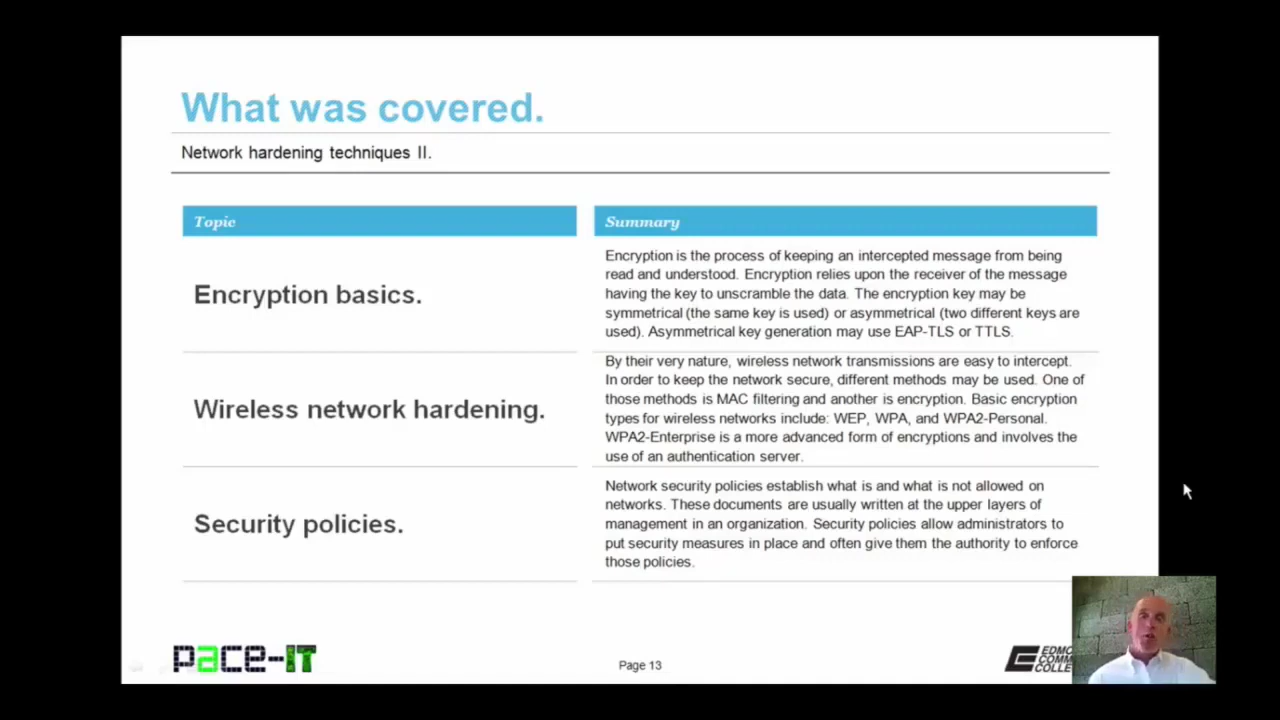 What was covered.
Network hardening techniques II.
Topic
Summary
Encryption basics.
Encryption is the process of keeping an intercepted message from being
read and understood. Encryption relies upon the receiver of the message
having the key to unscramble the data. The encryption key may be
symmetrical (the same key is used) or asymmetrical (two different keys are
used). Asymmetrical key generation may use EAP-TLS or TTLS.
Wireless network hardening.
By their very nature, wireless network transmissions are easy to intercept.
In order to keep the network secure, different methods may be used. One of
those methods is MAC filtering and another is encryption. Basic encryption
types for wireless networks include: WEP, WPA, and WPA2-Personal.
WPA2-Enterprise is a more advanced form of encryptions and involves the
use of an authentication server.
Security policies.
Network security policies establish what is and what is not allowed on
networks. These documents are usually written at the upper layers of
management in an organization. Security policies allow administrators to
put security measures in place and often give them the authority to enforce
those policies.
pace-IT
Page 13